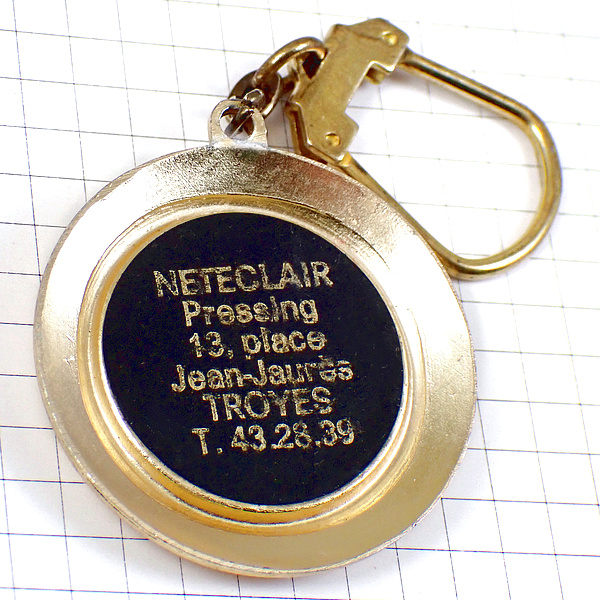 NETECLAIR
Pressing
13, place
Jean-Jaurès
TROYES
T. 43.28.39